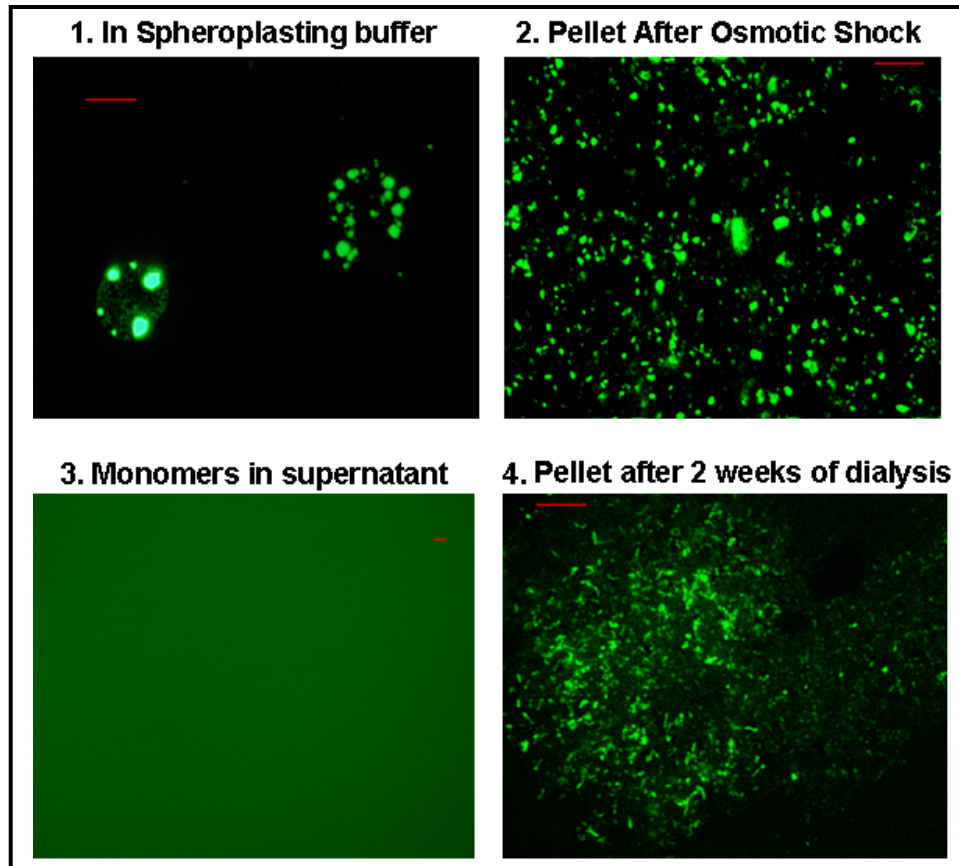 1. In Spheroplasting buffer
2. Pellet After Osmotic Shock
3. Monomers in supernatant
4. Pellet after 2 weeks of dialysis